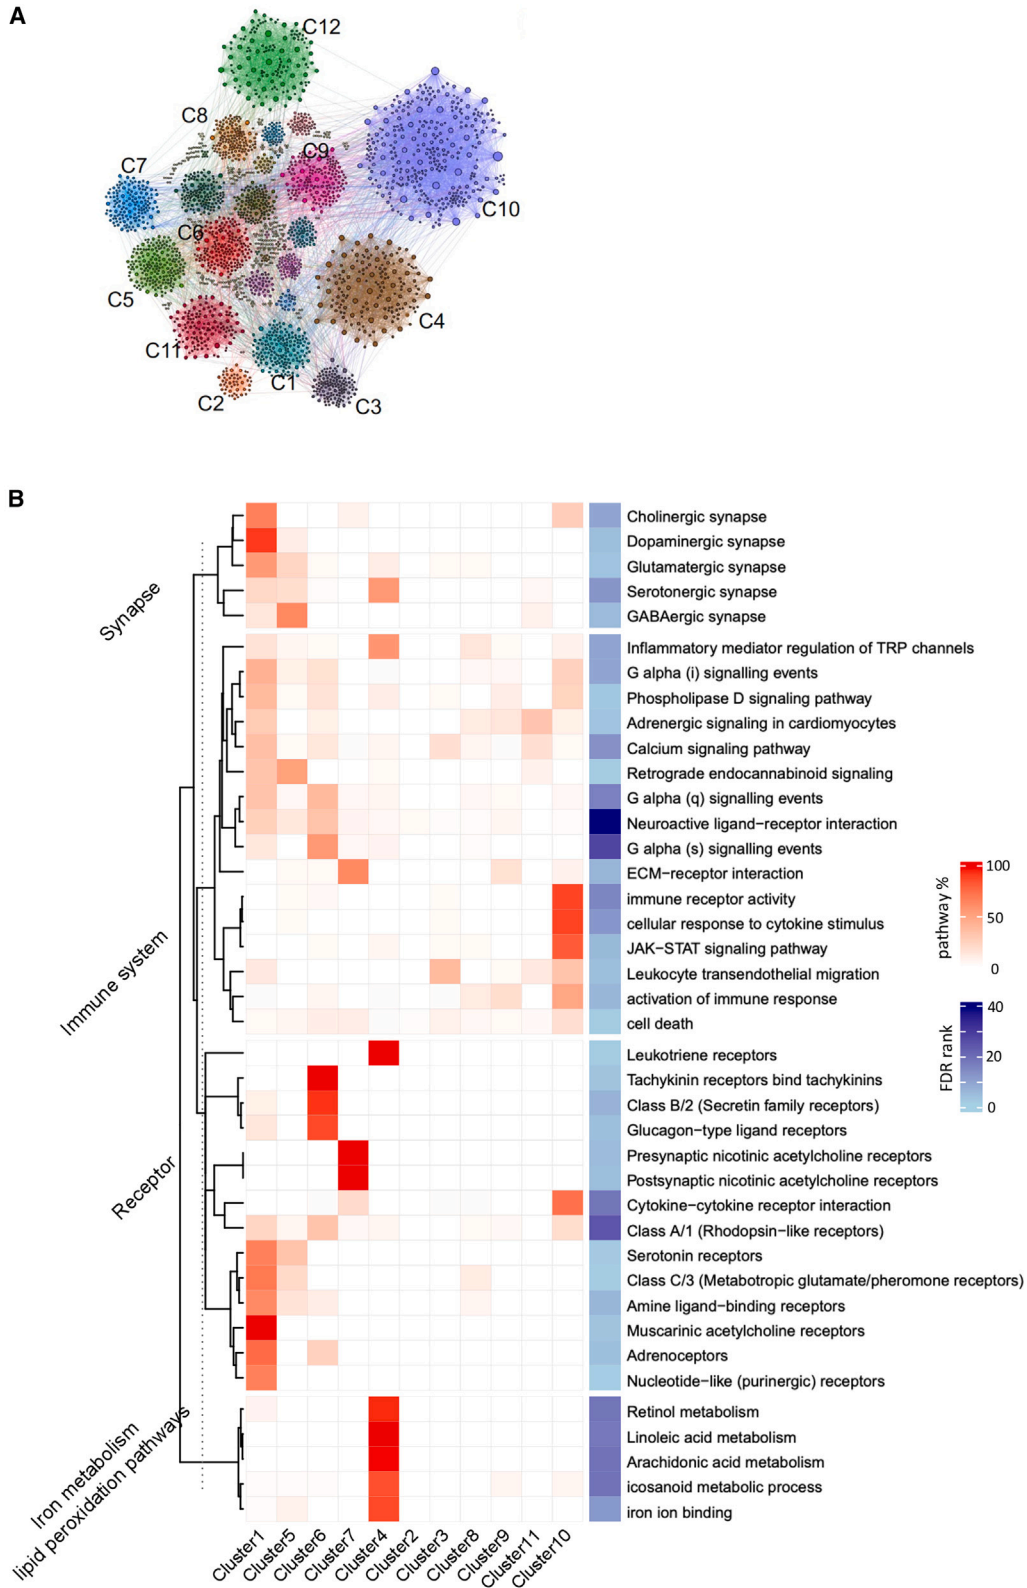 A
C12
C8
C9
C7
C10
C6
C5
C4
C11
C1
C2
C3
B
Synapse
Cholinergic synapse
Dopaminergic synapse
Glutamatergic synapse
Serotonergic synapse
GABAergic synapse
Immune system
Inflammatory mediator regulation of TRP channels
G alpha (i) signalling events
Phospholipase D signaling pathway
Adrenergic signaling in cardiomyocytes
Calcium signaling pathway
Retrograde endocannabinoid signaling
G alpha (q) signalling events
Neuroactive ligand−receptor interaction
G alpha (s) signalling events
ECM−receptor interaction
immune receptor activity
cellular response to cytokine stimulus
JAK−STAT signaling pathway
Leukocyte transendothelial migration
activation of immune response
cell death
Receptor
Leukotriene receptors
Tachykinin receptors bind tachykinins
Class B/2 (Secretin family receptors)
Glucagon−type ligand receptors
Presynaptic nicotinic acetylcholine receptors
Postsynaptic nicotinic acetylcholine receptors
Cytokine−cytokine receptor interaction
Class A/1 (Rhodopsin−like receptors)
Serotonin receptors
Class C/3 (Metabotropic glutamate/pheromone receptors)
Amine ligand−binding receptors
Muscarinic acetylcholine receptors
Adrenoceptors
Nucleotide−like (purinergic) receptors
Iron metabolism
lipid peroxidation pathways
Retinol metabolism
Linoleic acid metabolism
Arachidonic acid metabolism
icosanoid metabolic process
iron ion binding
Cluster1
Cluster5
Cluster6
Cluster7
Cluster4
Cluster2
Cluster3
Cluster8
Cluster9
Cluster11
Cluster10
pathway %
100
50
0
FDR rank
40
20
0